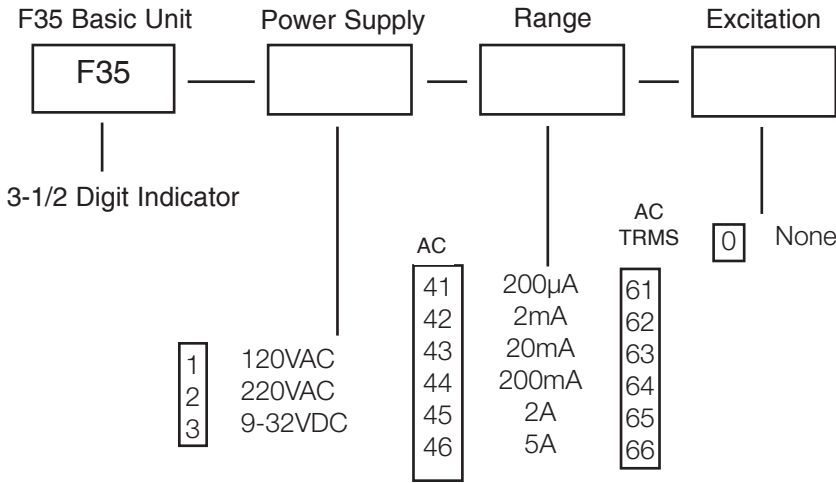 F35 Basic Unit Power Supply Range Excitation
F35
3-1/2 Digit Indicator
1 120VAC
2 220VAC
3 9-32VDC
AC AC
TRMS
41 200µA 61
42 2mA 62
43 20mA 63
44 200mA 64
45 2A 65
46 5A 66
0 None